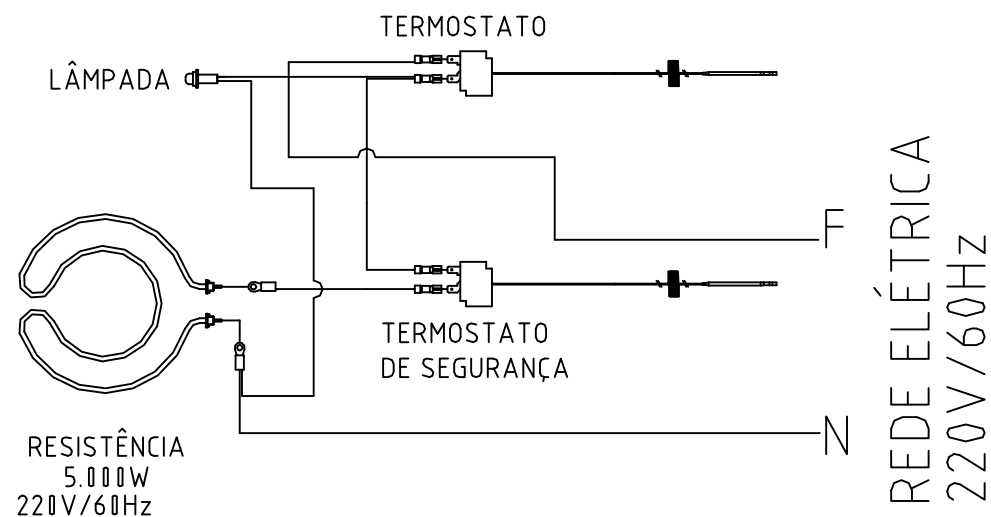 TERMOSTATO
LÂMPADA
F
TERMOSTATO
DE SEGURANÇA
N
RESISTÊNCIA
5.000W
220V/60Hz
REDE ELÉTRICA
220V/60Hz